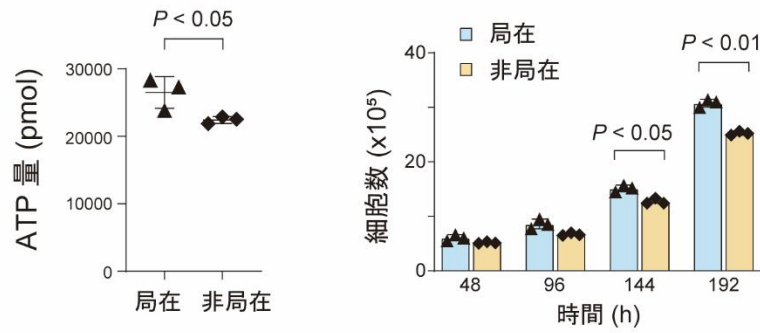 P < 0.05
ATP 量 (pmol)
30000
20000
10000
0
局在
非局在
局在
非局在
P < 0.01
P < 0.05
細胞数 (x10⁵)
40
20
0
48
96
144
192
時間 (h)